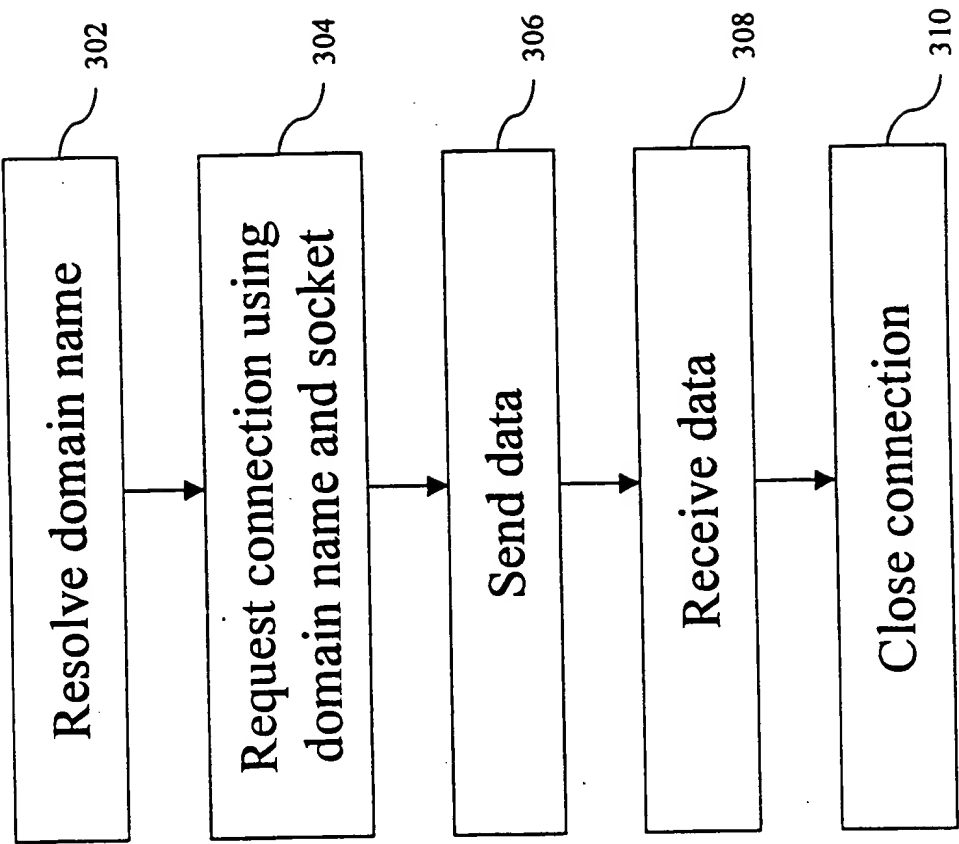 Resolve domain name
302
Request connection using
domain name and socket
304
Send data
306
Receive data
308
Close connection
310